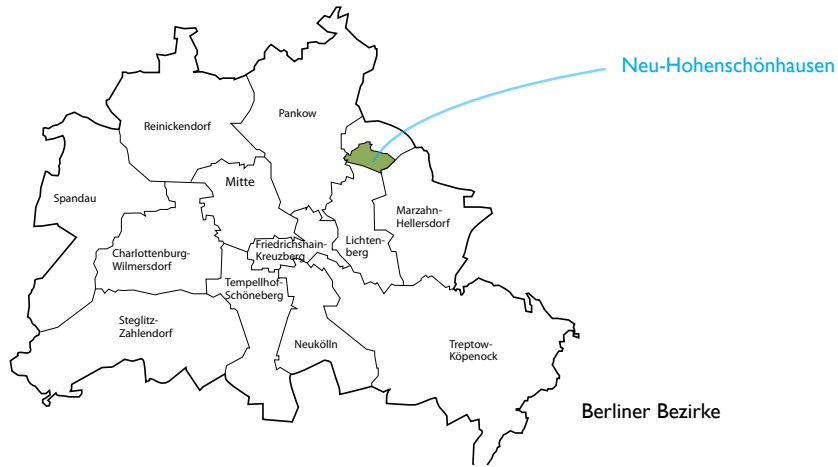 Neu-Hohenschönhausen
Pankow
Reinickendorf
Mitte
Spandau
Marzahn-
Hellersdorf
Charlottenburg-
Wilmersdorf
Friedrichshain-
Kreuzberg
Lichten-
berg
Tempellhof-
Schöneberg
Steglitz-
Zahlendorf
Neukölln
Treptow-
Köpenock
Berliner Bezirke